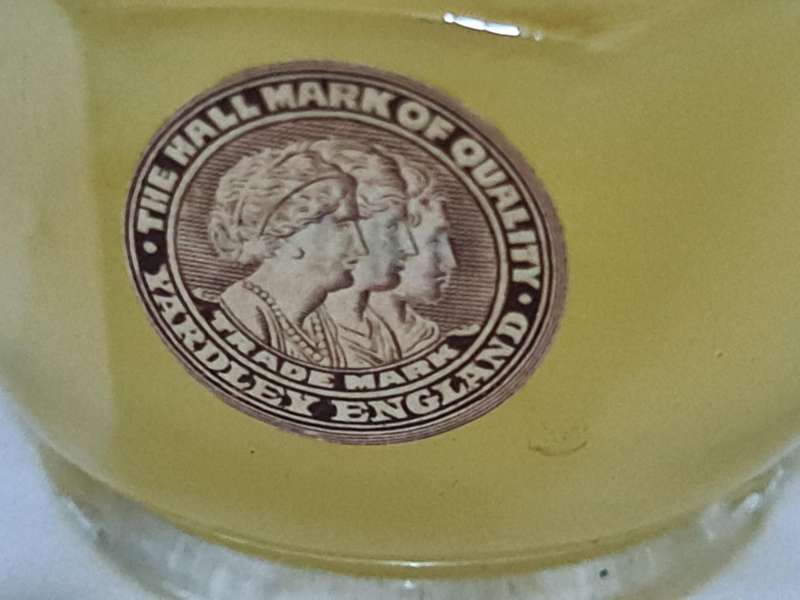 THE HALL MARK OF QUALITY
TRADE MARK
YARDLEY ENGLAND